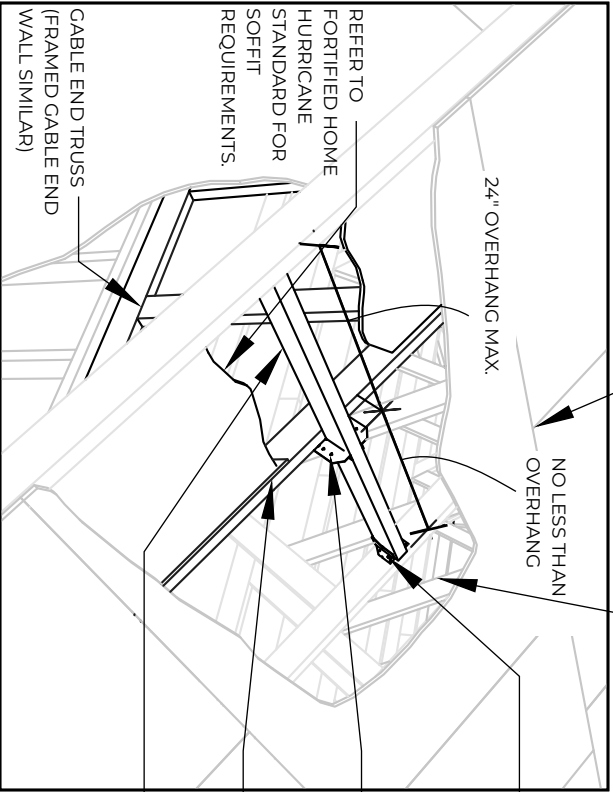 REFER TO
FORTIFIED HOME
HURRICANE
STANDARD FOR
SOFFIT
REQUIREMENTS.
24" OVERHANG MAX.
NO LESS THAN
OVERHANG
GABLE END TRUSS
(FRAMED GABLE END
WALL SIMILAR)